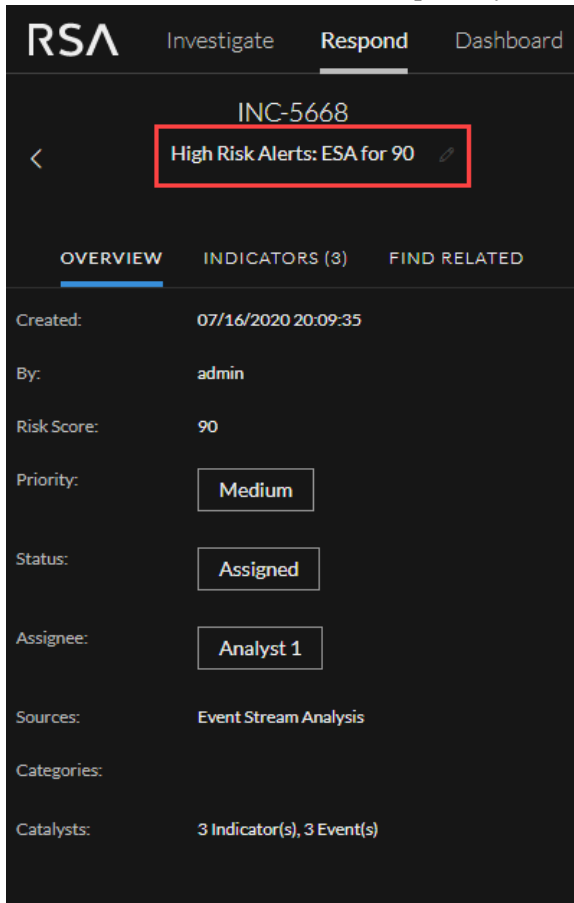 RSA Investigate Respond Dashboard
INC-5668
High Risk Alerts: ESA for 90
OVERVIEW INDICATORS (3) FIND RELATED
Created: 07/16/2020 20:09:35
By: admin
Risk Score: 90
Priority: Medium
Status: Assigned
Assignee: Analyst 1
Sources: Event Stream Analysis
Categories:
Catalysts: 3 Indicator(s), 3 Event(s)